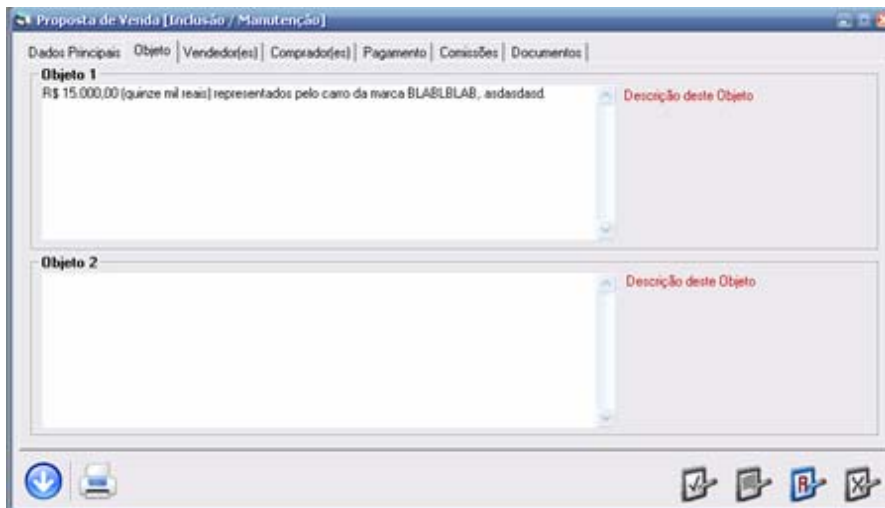 Proposta de Venda [Inclusão / Manutenção]
Dados Principais Objeto Vendedor(es) Comprador(es) Pagamento Comissões Documentos
Objeto 1
R$ 15.000,00 (quinze mil reais) representados pelo carro da marca BLABLBLAB, asdasdasd.
Descrição deste Objeto
Objeto 2
Descrição deste Objeto
R